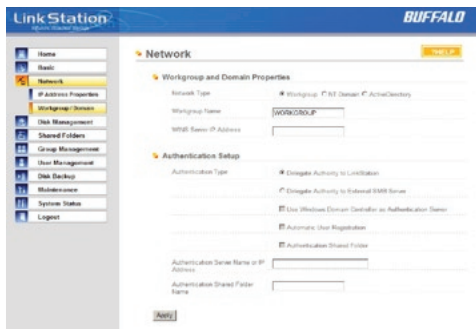 LinkStation
BUFFALO
Home
Basic
Network
IP Address Properties
Workgroup/Domain
Disk Management
Shared Folders
Group Management
User Management
Disk Backup
Maintenance
System Status
Logout
Network
HELP
Workgroup and Domain Properties
Network Type
Workgroup NT Domain ActiveDirectory
Workgroup Name
WORKGROUP
WINS Server IP Address
Authentication Setup
Authentication Type
Delegate Authority to LinkStation
Delegate Authority to External SMB Server
Use Windows Domain Controller as Authentication Server
Automatic User Registration
Authentication Shared Folder
Authentication Server Name or IP
Address
Authentication Shared Folder
Name
Apply